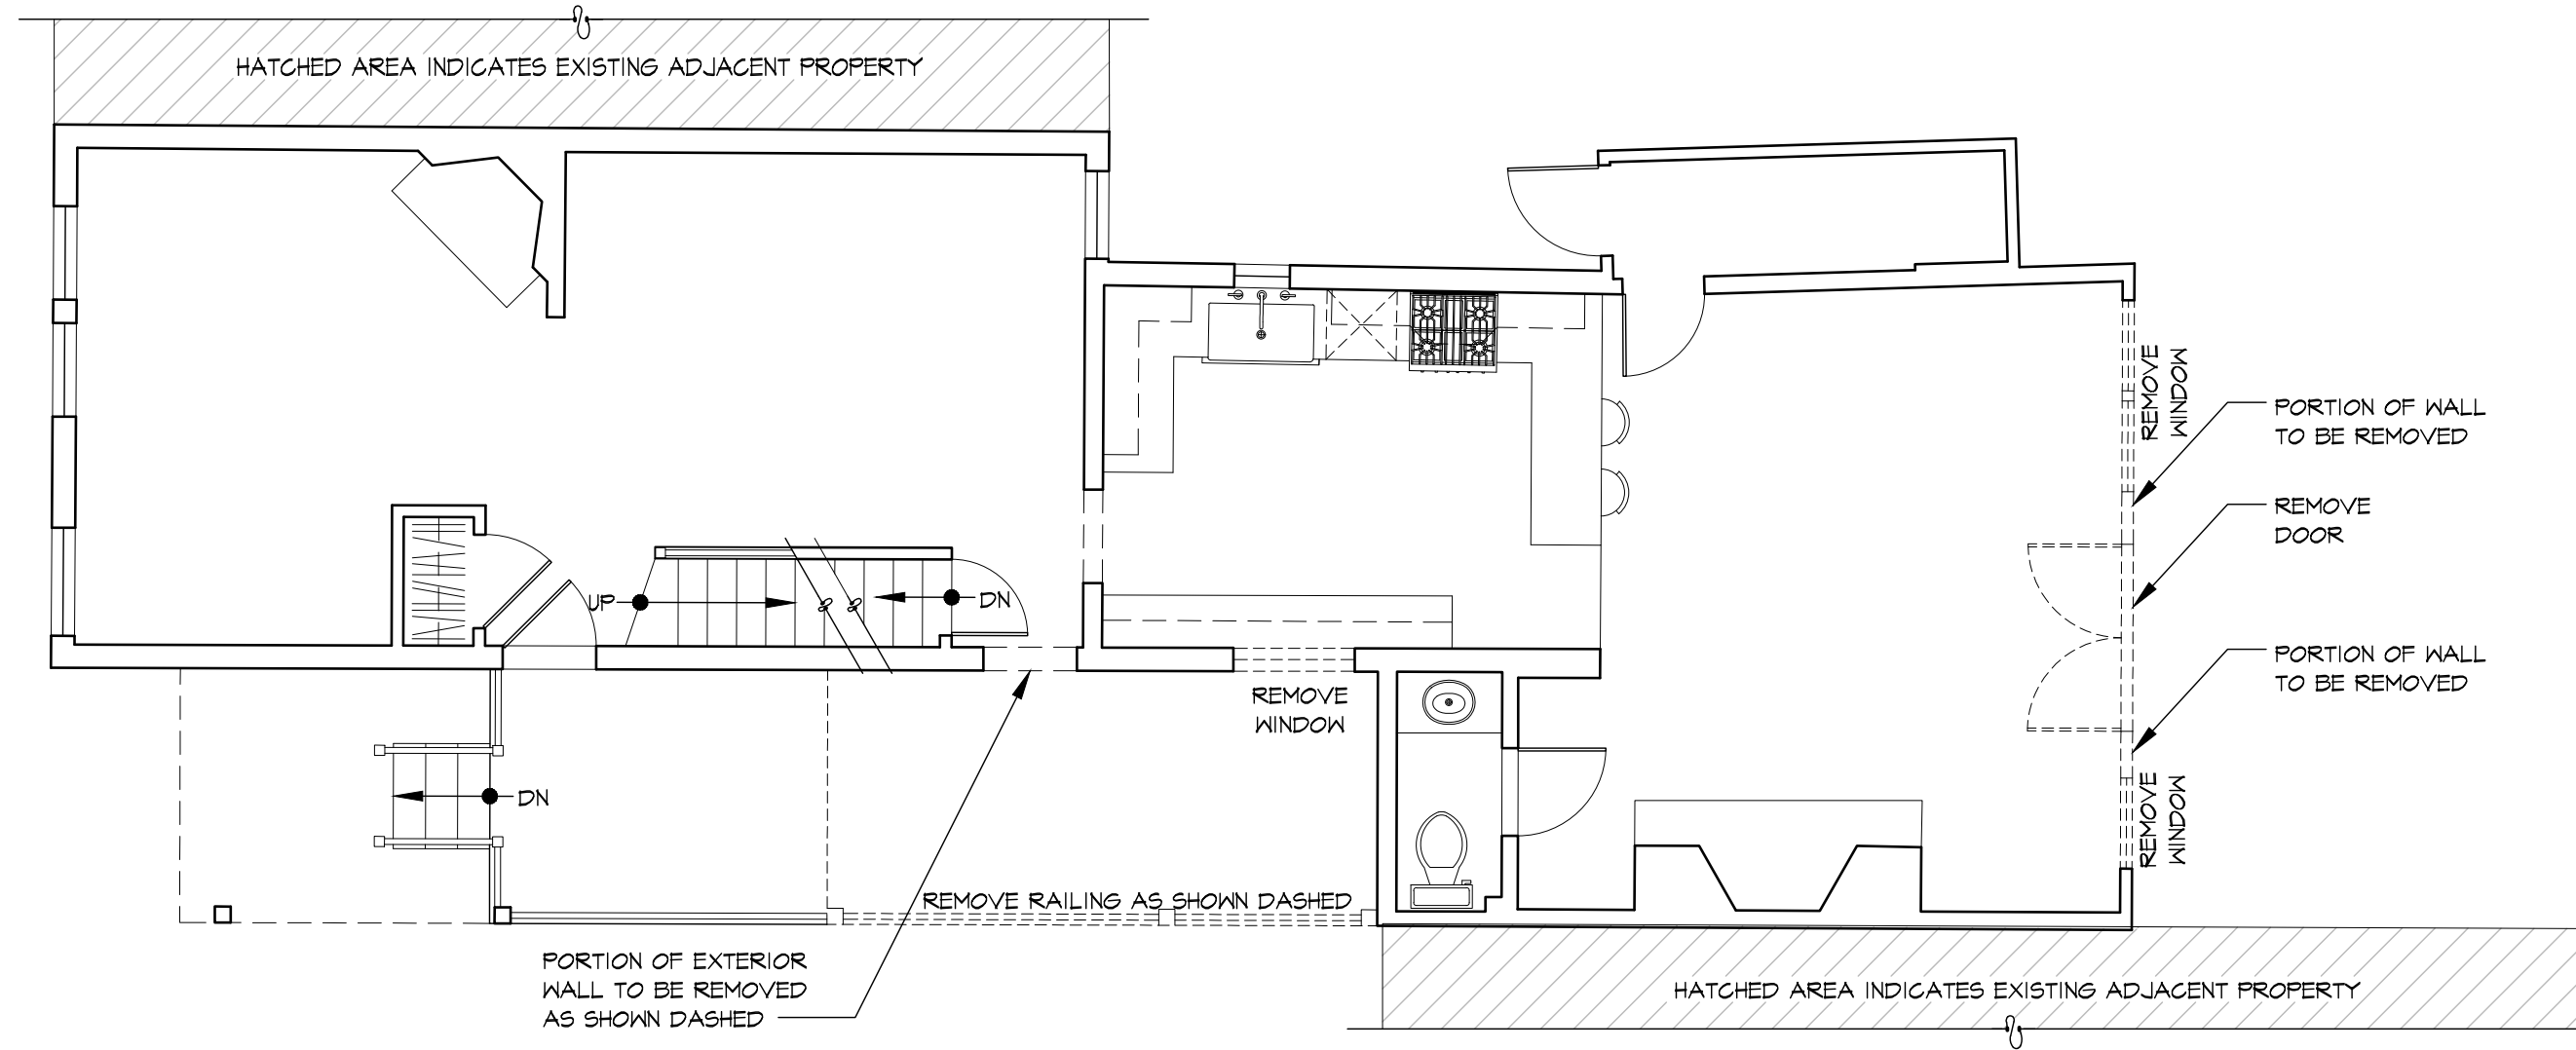 HATCHED AREA INDICATES EXISTING ADJACENT PROPERTY
REMOVE
WINDOW
PORTION OF WALL
TO BE REMOVED
REMOVE
DOOR
UP
DN
PORTION OF WALL
TO BE REMOVED
REMOVE
WINDOW
DN
REMOVE
WINDOW
REMOVE RAILING AS SHOWN DASHED
PORTION OF EXTERIOR
WALL TO BE REMOVED
AS SHOWN DASHED
HATCHED AREA INDICATES EXISTING ADJACENT PROPERTY